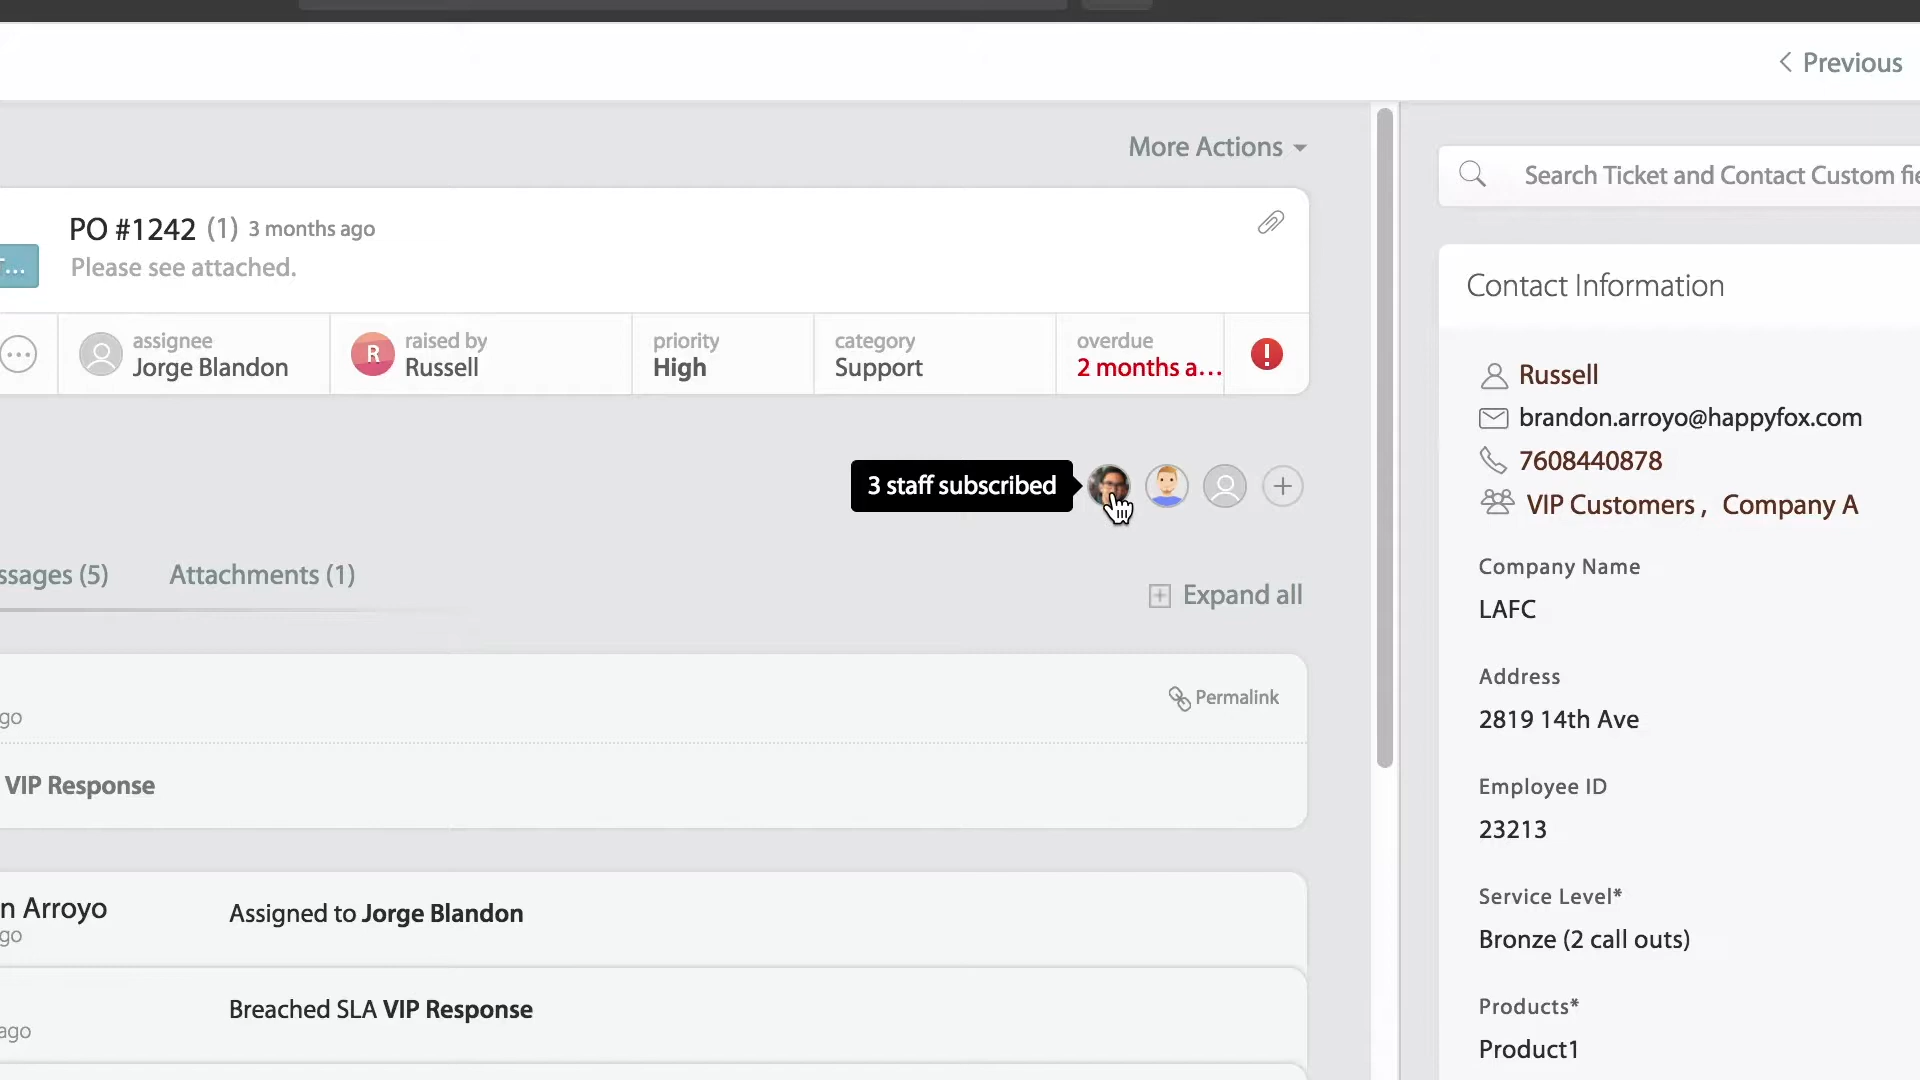 Previous
More Actions
Search Ticket and Contact Custom fie
PO #1242 (1) 3 months ago
Please see attached.
T...
assignee
Jorge Blandon
raised by
R
Russell
priority
High
category
Support
overdue
2 months a...
3 staff subscribed
ssages (5)
Attachments (1)
Expand all
Permalink
go
VIP Response
n Arroyo
go
Assigned to Jorge Blandon
Breached SLA VIP Response
ago
Contact Information
Russell
brandon.arroyo@happyfox.com
7608440878
VIP Customers , Company A
Company Name
LAFC
Address
2819 14th Ave
Employee ID
23213
Service Level*
Bronze (2 call outs)
Products*
Product1